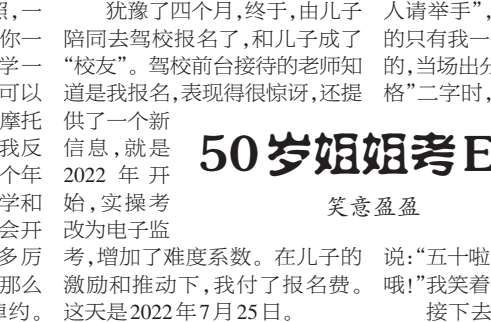 照,一
你一
学一
可以
摩托
我反
个年
学和
会开
多厉
那么
绰约。
犹豫了四个月,终于,由儿子
陪同去驾校报名了,和儿子成了
“校友”。驾校前台接待的老师知
道是我报名,表现得很惊讶,还提
供了一个新
信息,就是
2022 年开
始,实操考
改为电子监
考,增加了难度系数。在儿子的
激励和推动下,我付了报名费。
这天是2022年7月25日。
50岁姐姐考E
笑意盈盈
人请举手”,
的只有我一
的,当场出分
格”二字时,
说:“五十啦
哦!”我笑着
接下去